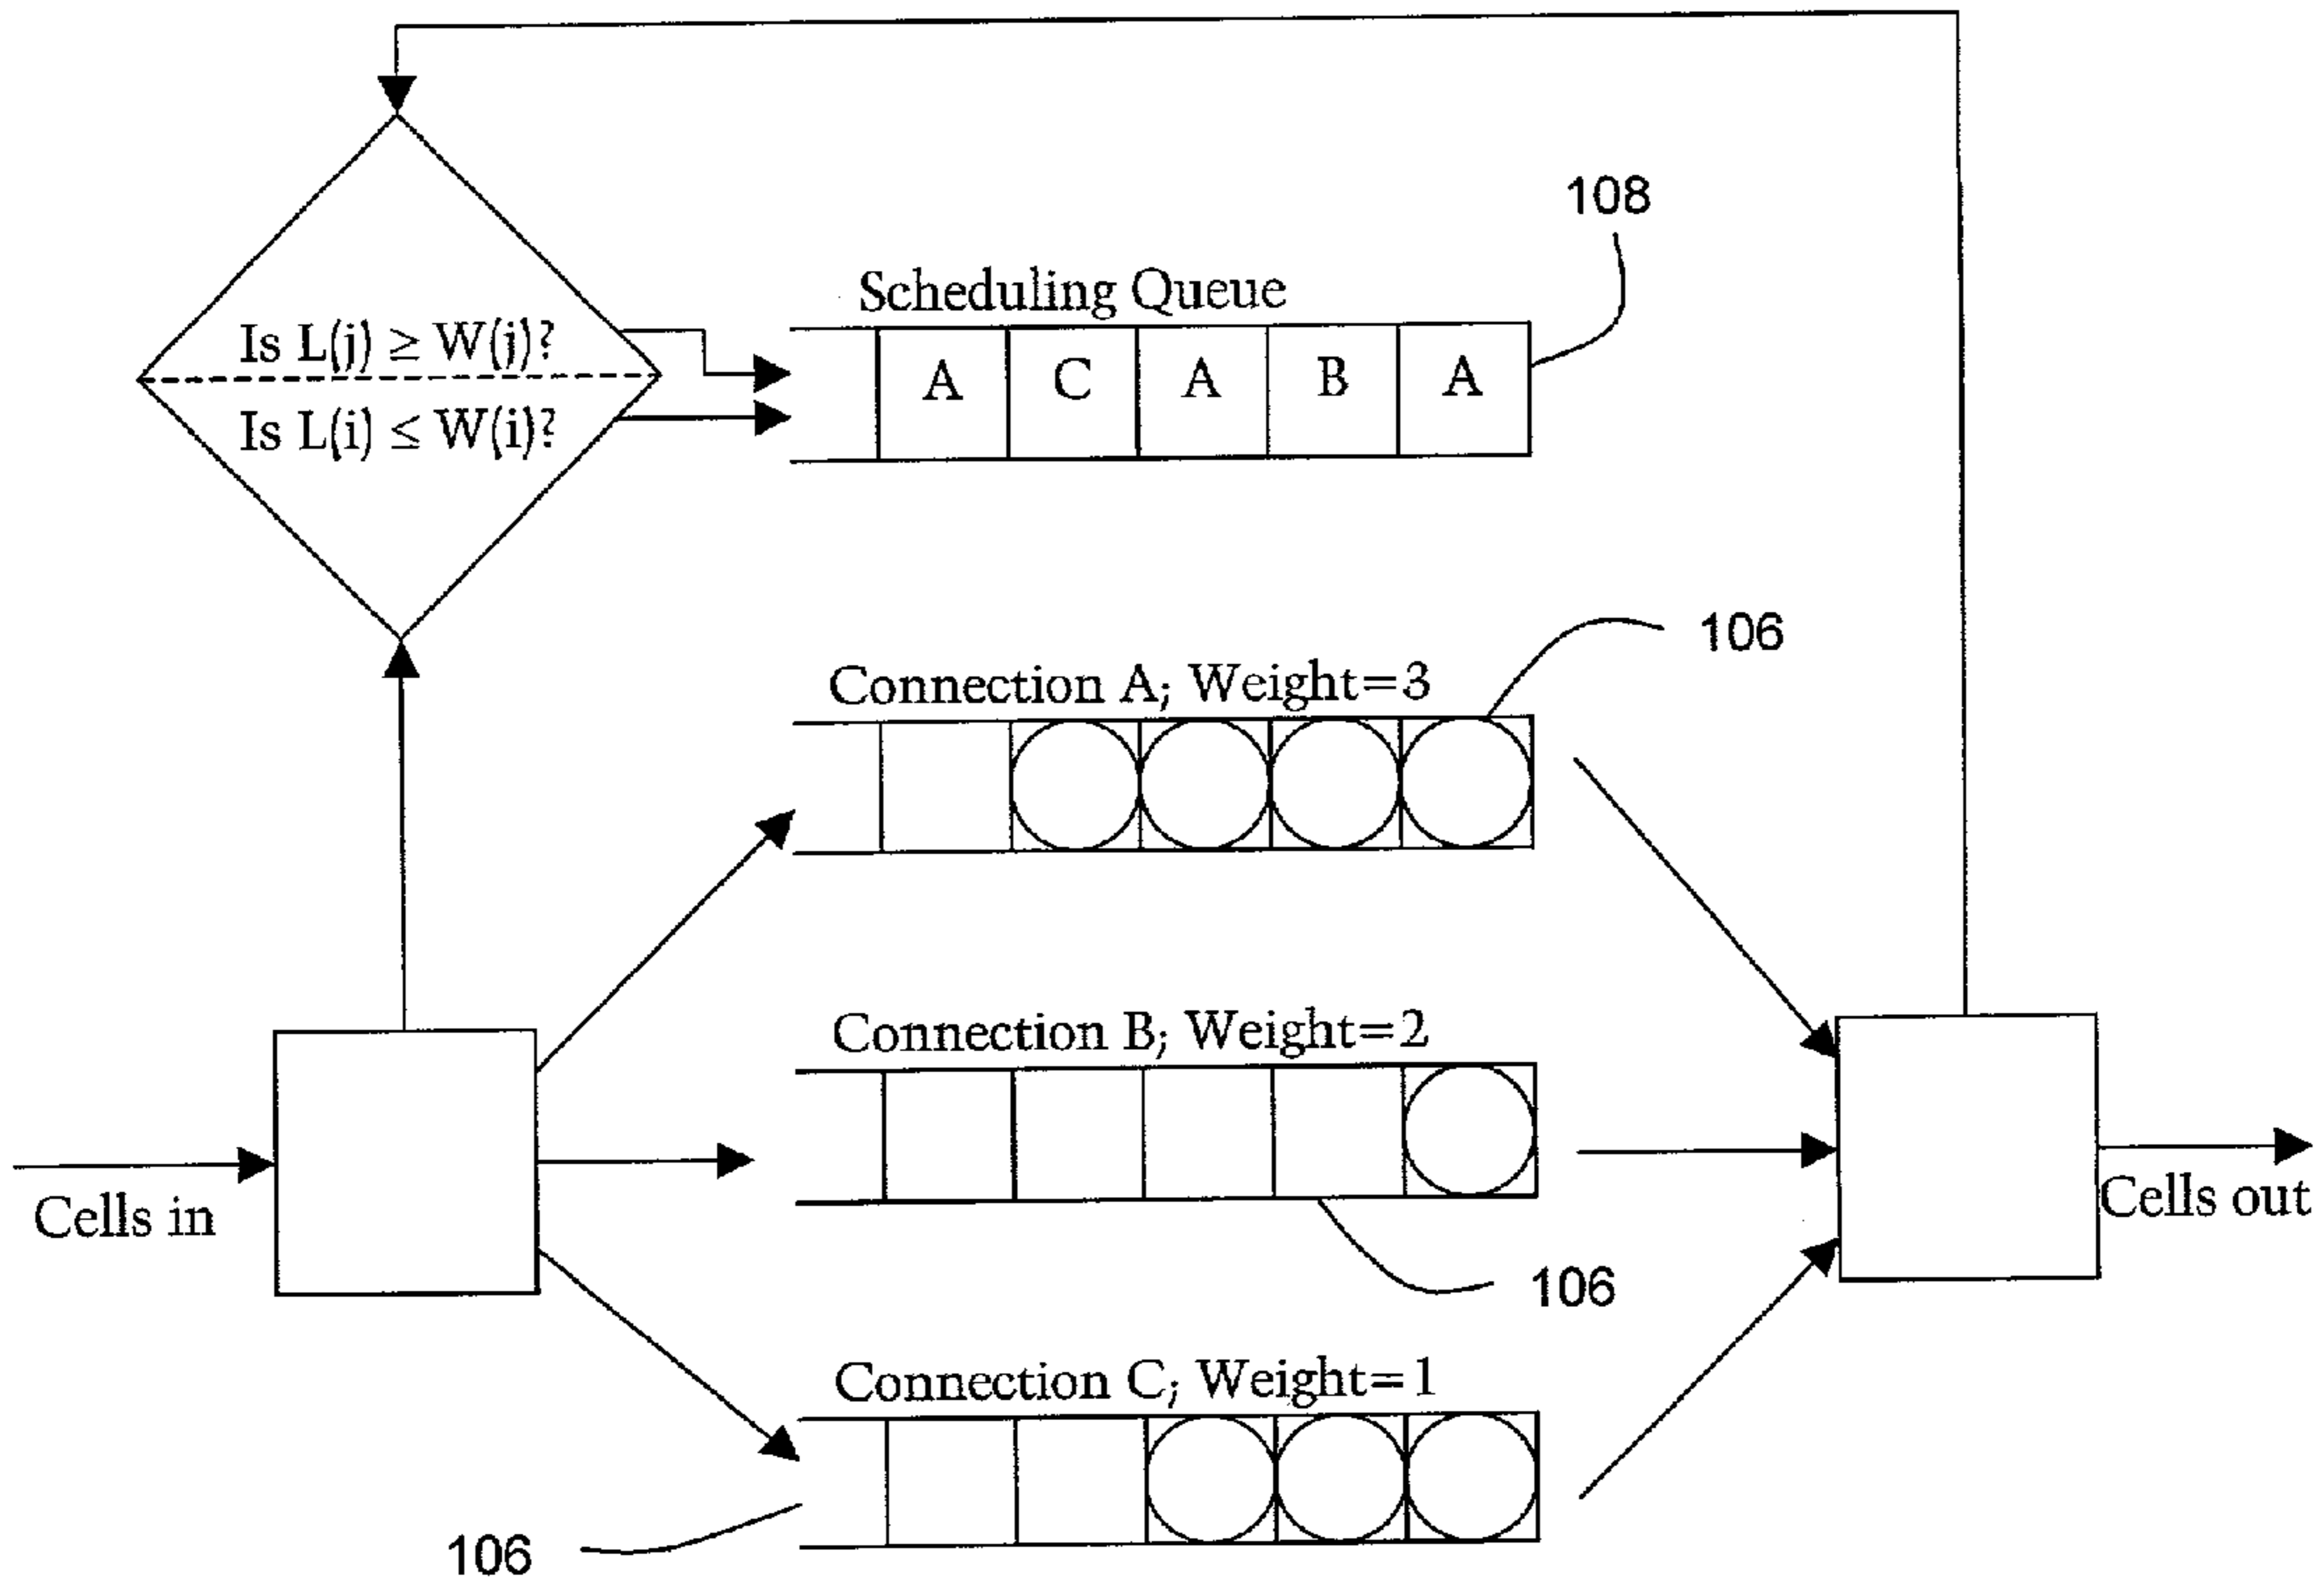 108
Scheduling Queue
Is L(j) ≥ W(j)?
A C A B A
Is L(i) ≤ W(i)?
106
Connection A; Weight=3
Connection B; Weight=2
Cells in
Cells out
106
Connection C; Weight=1
106